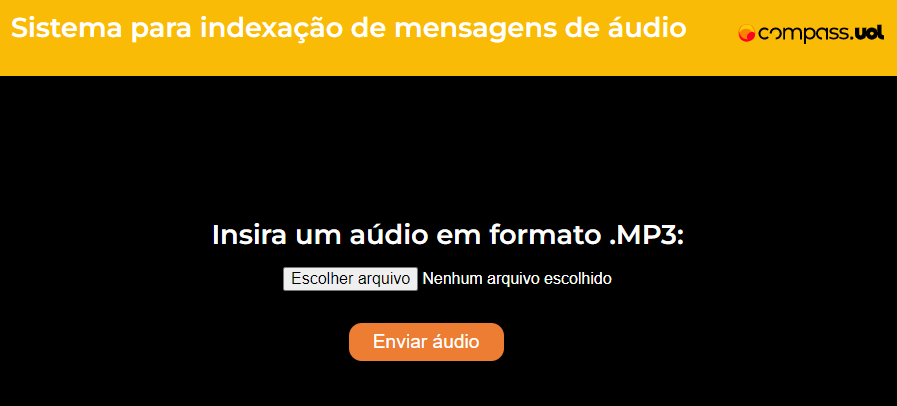 Sistema para indexação de mensagens de áudio
compass.uol
Insira um aúdio em formato .MP3:
Escolher arquivo Nenhum arquivo escolhido
Enviar áudio